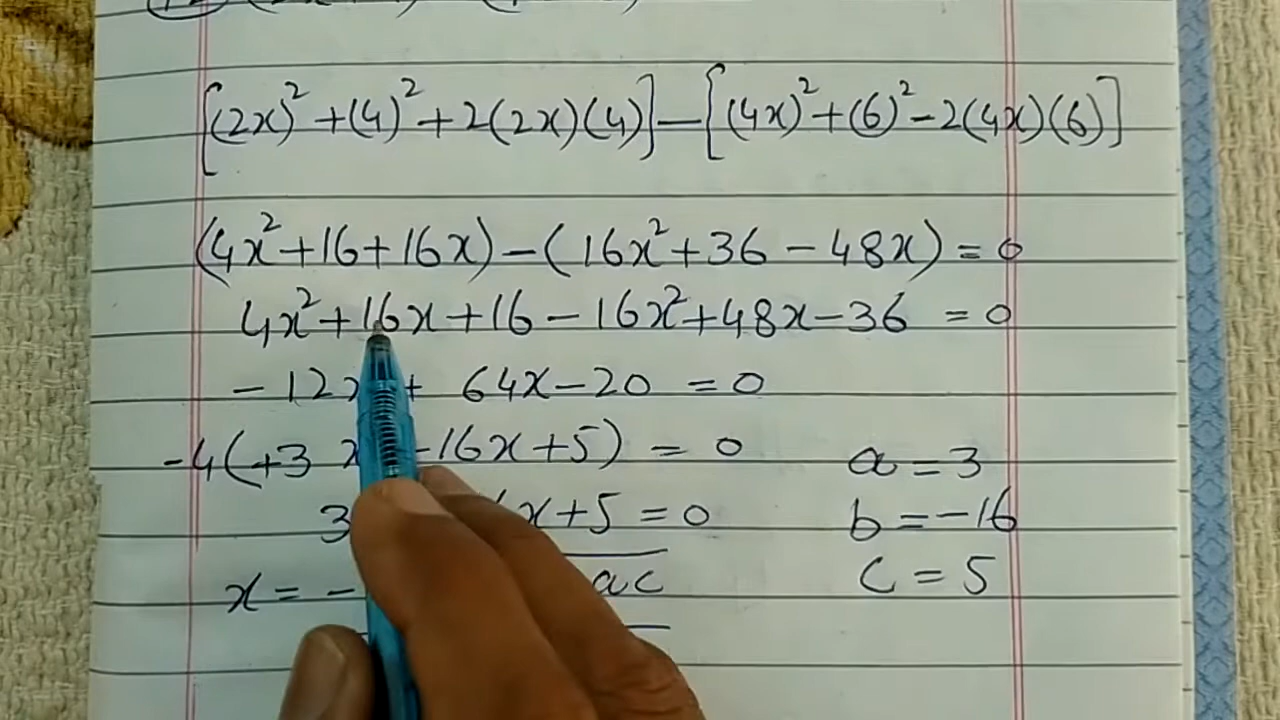 [(2x)² + (4)² + 2(2x)(4)] − [(4x)² + (6)² − 2(4x)(6)]
(4x² + 16 + 16x) − (16x² + 36 − 48x) = 0
4x² + 16x + 16 − 16x² + 48x − 36 = 0
−12x + 64x − 20 = 0
−4(+3x −16x + 5) = 0
a = 3
3 x + 5 = 0
b = −16
x = − ac
c = 5